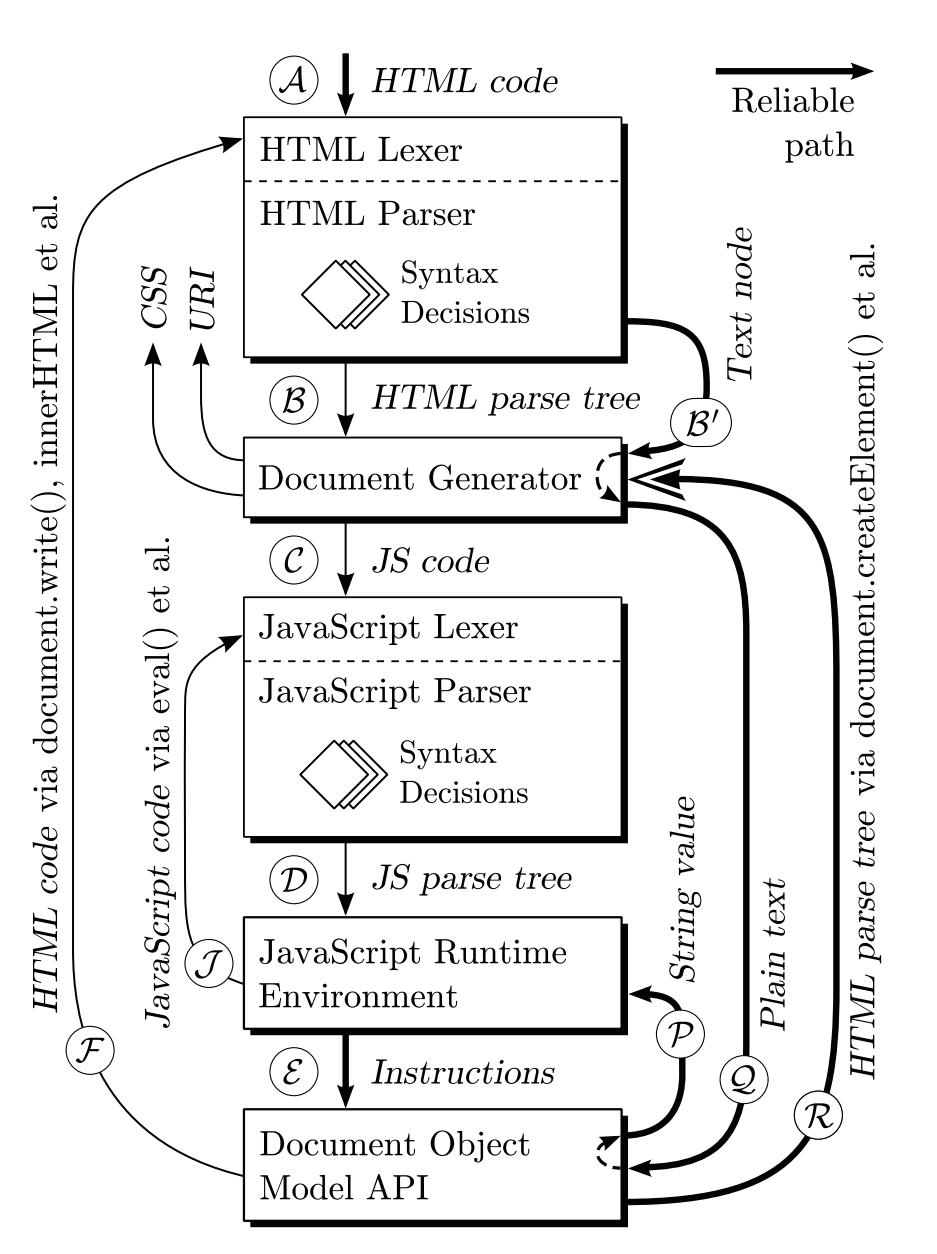 𝒜
HTML code
Reliable
path
HTML Lexer
HTML Parser
Syntax
Decisions
CSS
URI
Text node
ℬ
HTML parse tree
ℬ′
Document Generator
HTML code via document.write(), innerHTML et al.
HTML parse tree via document.createElement() et al.
𝒞
JS code
JavaScript Lexer
JavaScript Parser
Syntax
Decisions
JavaScript code via eval() et al.
𝒟
JS parse tree
String value
Plain text
JavaScript Runtime
Environment
𝒥
𝒫
ℱ
ℰ
Instructions
𝒬
ℛ
Document Object
Model API